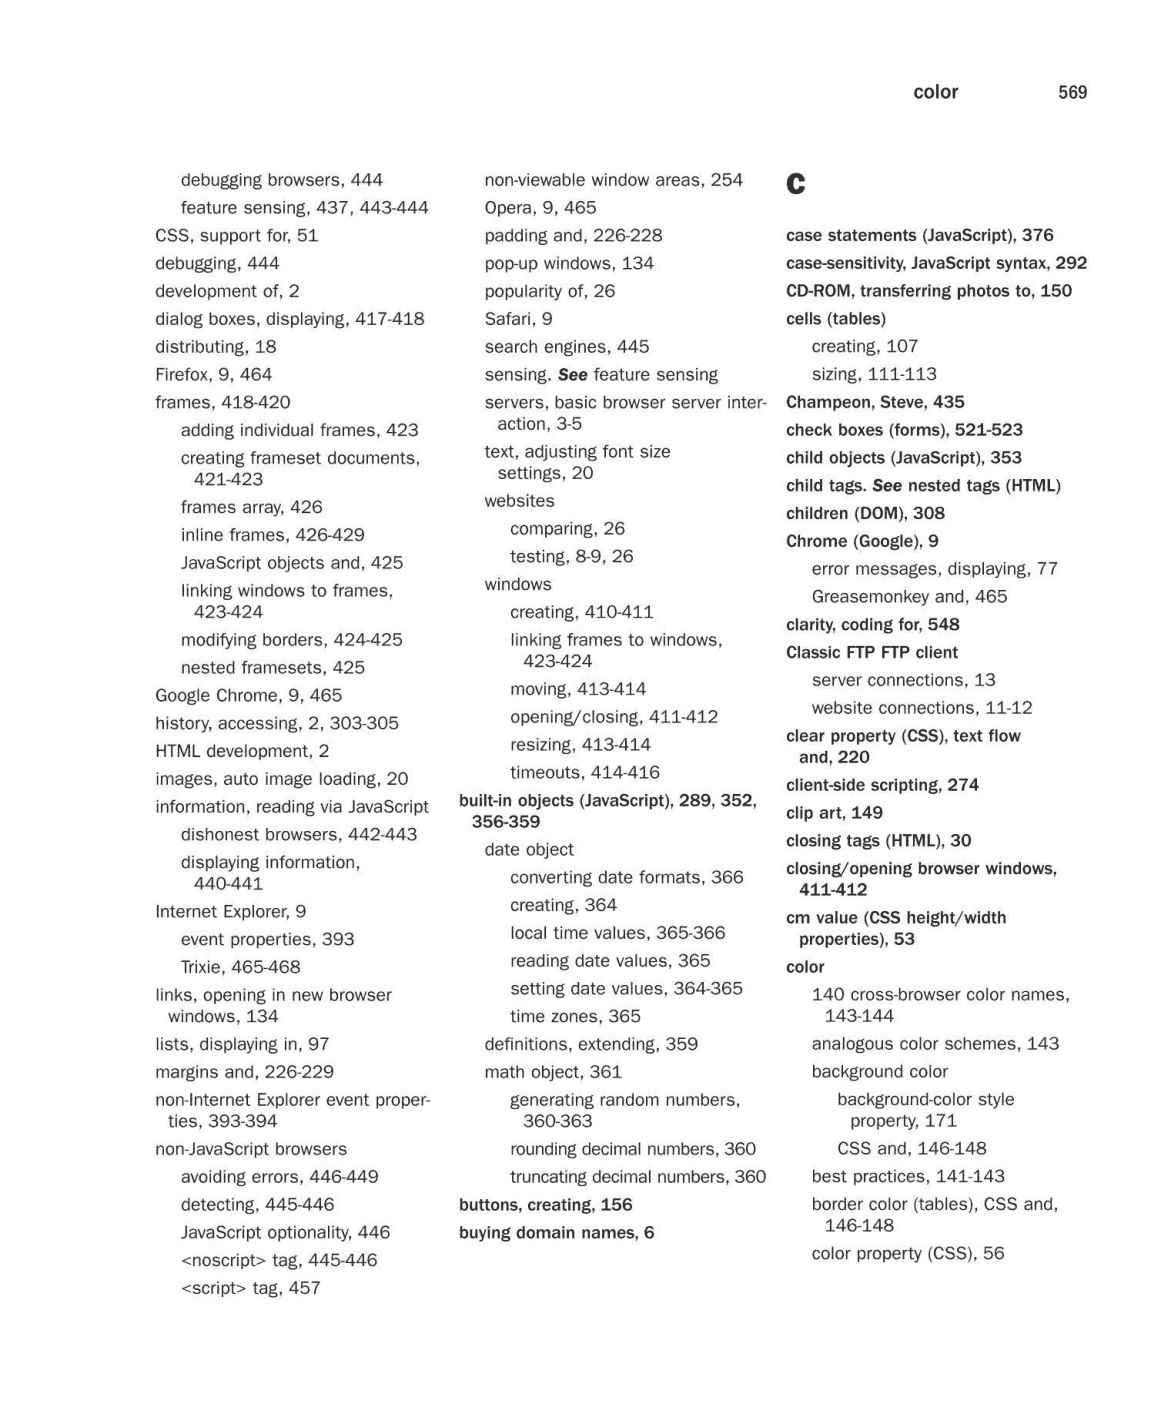 color 569
debugging browsers, 444
feature sensing, 437, 443-444
CSS, support for, 51
debugging, 444
development of, 2
dialog boxes, displaying, 417-418
distributing, 18
Firefox, 9, 464
frames, 418-420
adding individual frames, 423
creating frameset documents,
421-423
frames array, 426
inline frames, 426-429
JavaScript objects and, 425
linking windows to frames,
423-424
modifying borders, 424-425
nested framesets, 425
Google Chrome, 9, 465
history, accessing, 2, 303-305
HTML development, 2
images, auto image loading, 20
information, reading via JavaScript
dishonest browsers, 442-443
displaying information,
440-441
Internet Explorer, 9
event properties, 393
Trixie, 465-468
links, opening in new browser
windows, 134
lists, displaying in, 97
margins and, 226-229
non-Internet Explorer event proper-
ties, 393-394
non-JavaScript browsers
avoiding errors, 446-449
detecting, 445-446
JavaScript optionality, 446
<noscript> tag, 445-446
<script> tag, 457
non-viewable window areas, 254
Opera, 9, 465
padding and, 226-228
pop-up windows, 134
popularity of, 26
Safari, 9
search engines, 445
sensing. See feature sensing
servers, basic browser server inter-
action, 3-5
text, adjusting font size
settings, 20
websites
comparing, 26
testing, 8-9, 26
windows
creating, 410-411
linking frames to windows,
423-424
moving, 413-414
opening/closing, 411-412
resizing, 413-414
timeouts, 414-416
built-in objects (JavaScript), 289, 352,
356-359
date object
converting date formats, 366
creating, 364
local time values, 365-366
reading date values, 365
setting date values, 364-365
time zones, 365
definitions, extending, 359
math object, 361
generating random numbers,
360-363
rounding decimal numbers, 360
truncating decimal numbers, 360
buttons, creating, 156
buying domain names, 6
C
case statements (JavaScript), 376
case-sensitivity, JavaScript syntax, 292
CD-ROM, transferring photos to, 150
cells (tables)
creating, 107
sizing, 111-113
Champeon, Steve, 435
check boxes (forms), 521-523
child objects (JavaScript), 353
child tags. See nested tags (HTML)
children (DOM), 308
Chrome (Google), 9
error messages, displaying, 77
Greasemonkey and, 465
clarity, coding for, 548
Classic FTP FTP client
server connections, 13
website connections, 11-12
clear property (CSS), text flow
and, 220
client-side scripting, 274
clip art, 149
closing tags (HTML), 30
closing/opening browser windows,
411-412
cm value (CSS height/width
properties), 53
color
140 cross-browser color names,
143-144
analogous color schemes, 143
background color
background-color style
property, 171
CSS and, 146-148
best practices, 141-143
border color (tables), CSS and,
146-148
color property (CSS), 56